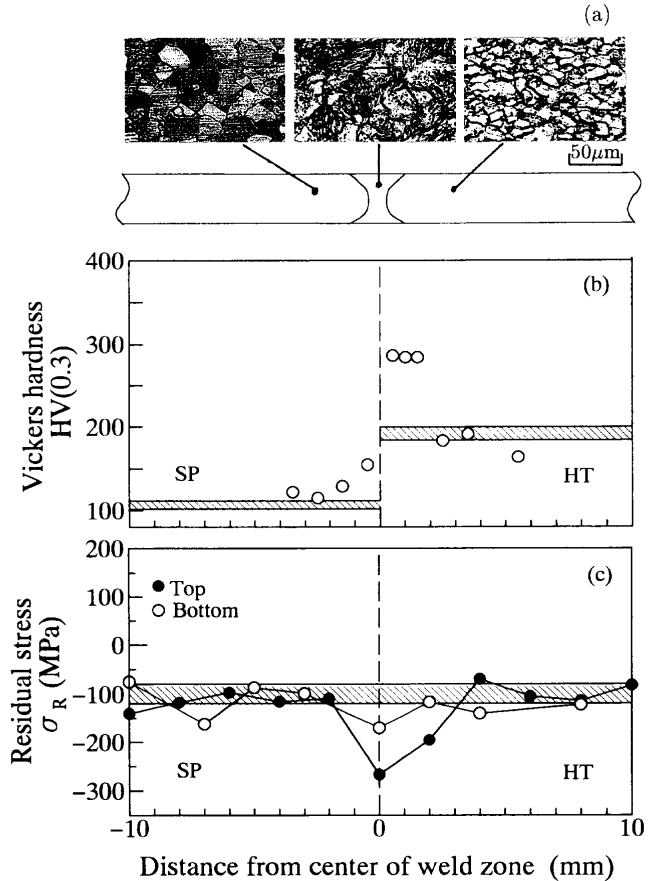 (a)
50μm
400
300
200
100
Vickers hardness
HV(0.3)
(b)
SP
HT
200
100
0
-100
-200
-300
Residual stress
σR (MPa)
Top
Bottom
(c)
SP
HT
-10
0
10
Distance from center of weld zone (mm)